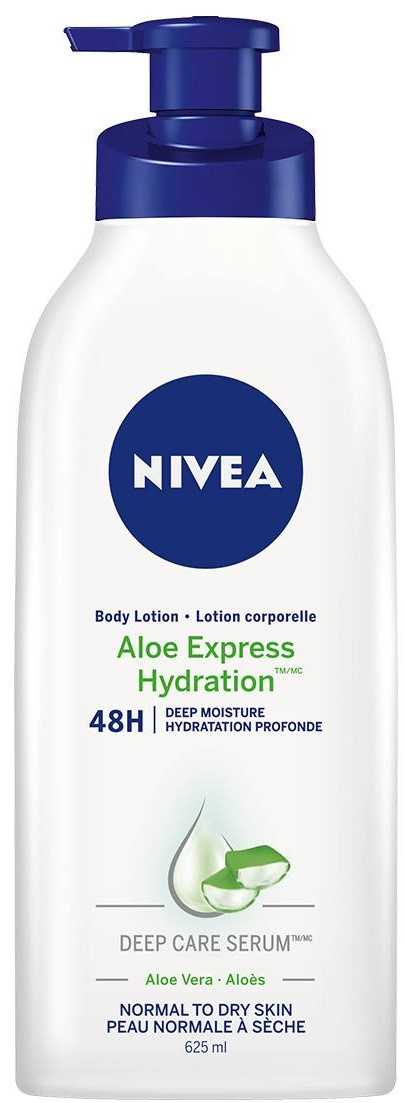 NIVEA
Body Lotion • Lotion corporelle
Aloe Express
Hydration™/MC
48H | DEEP MOISTURE
HYDRATATION PROFONDE
DEEP CARE SERUM™/MC
Aloe Vera · Aloès
NORMAL TO DRY SKIN
PEAU NORMALE À SÈCHE
625 ml